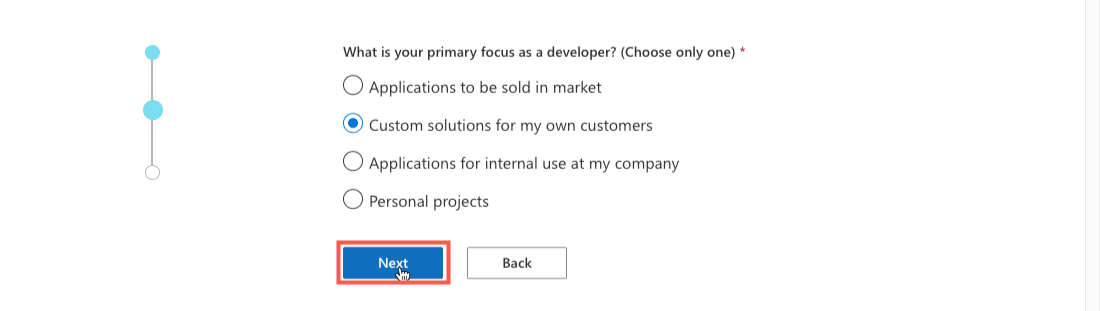 What is your primary focus as a developer? (Choose only one) *
Applications to be sold in market
Custom solutions for my own customers
Applications for internal use at my company
Personal projects
Next
Back